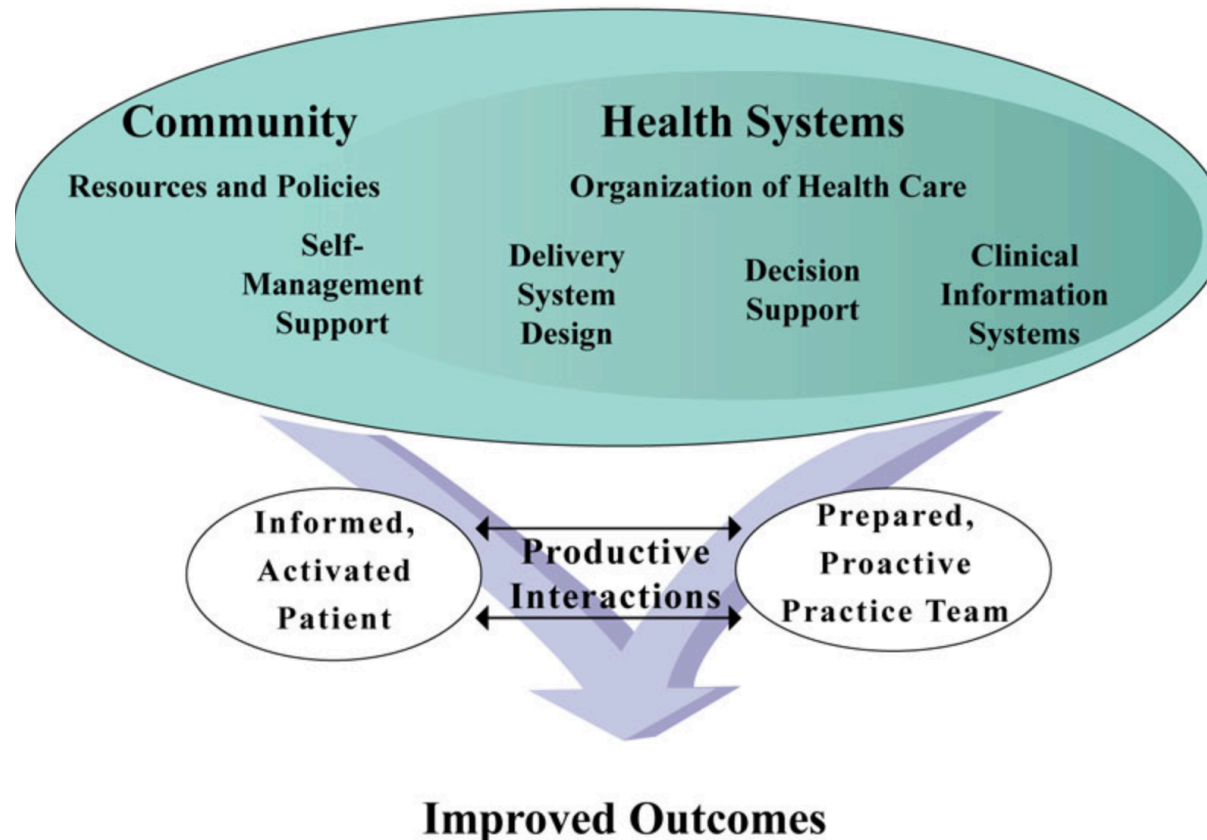 Community
Health Systems
Resources and Policies
Organization of Health Care
Self-
Management
Support
Delivery
System
Design
Decision
Support
Clinical
Information
Systems
Informed,
Activated
Patient
Productive
Interactions
Prepared,
Proactive
Practice Team
Improved Outcomes